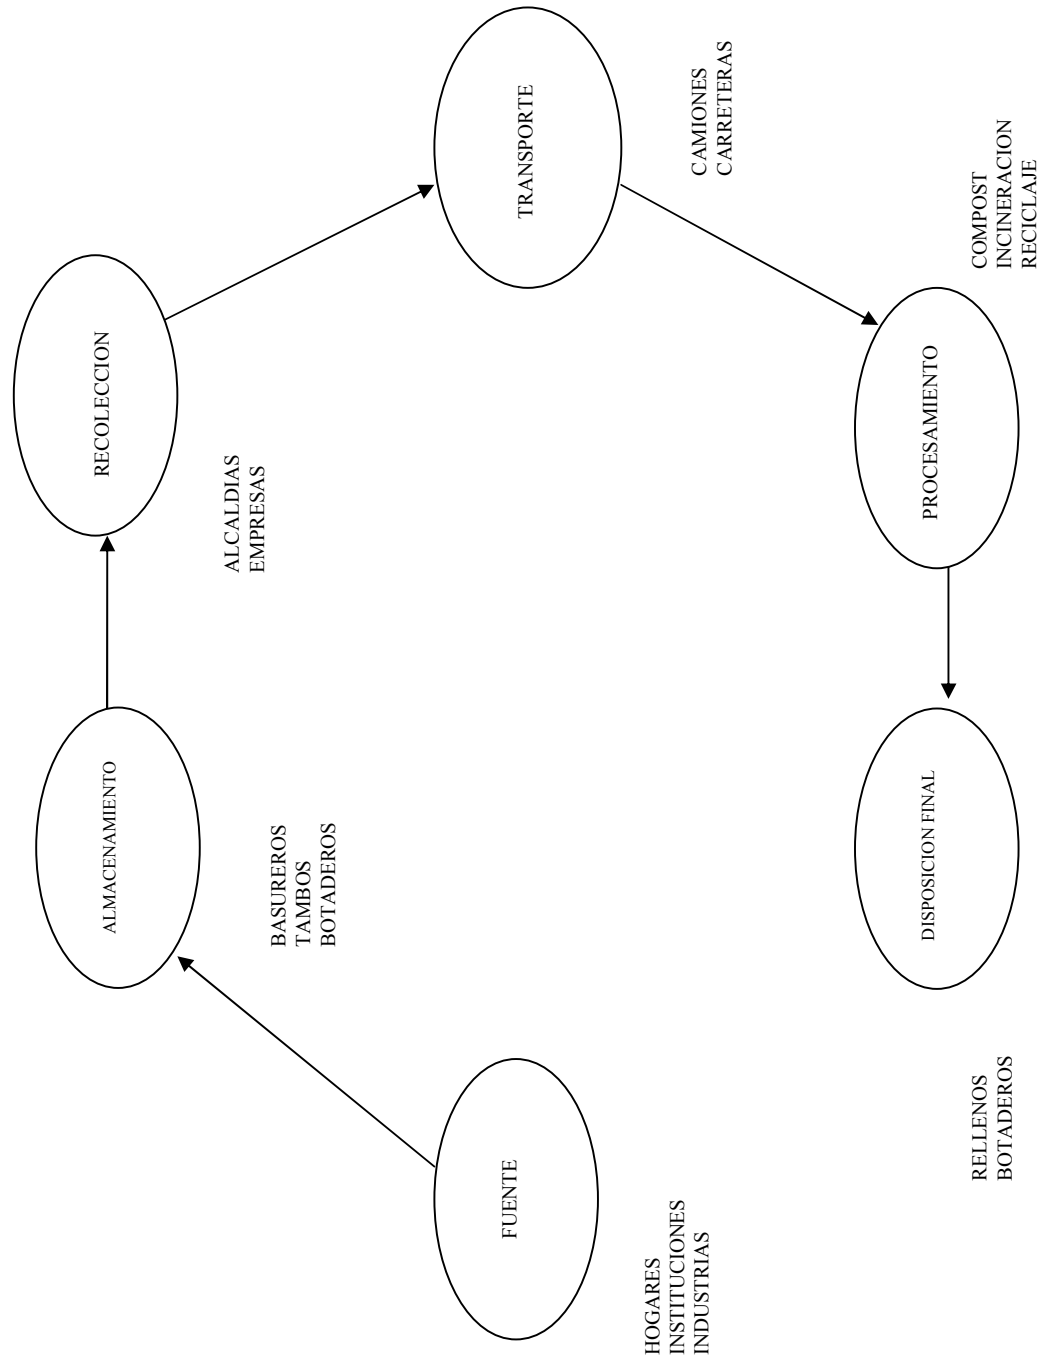 FUENTE
HOGARES
INSTITUCIONES
INDUSTRIAS
ALMACENAMIENTO
BASUREROS
TAMBOS
BOTADEROS
RECOLECCION
ALCALDIAS
EMPRESAS
TRANSPORTE
CAMIONES
CARRETERAS
PROCESAMIENTO
COMPOST
INCINERACION
RECICLAJE
DISPOSICION FINAL
RELLENOS
BOTADEROS